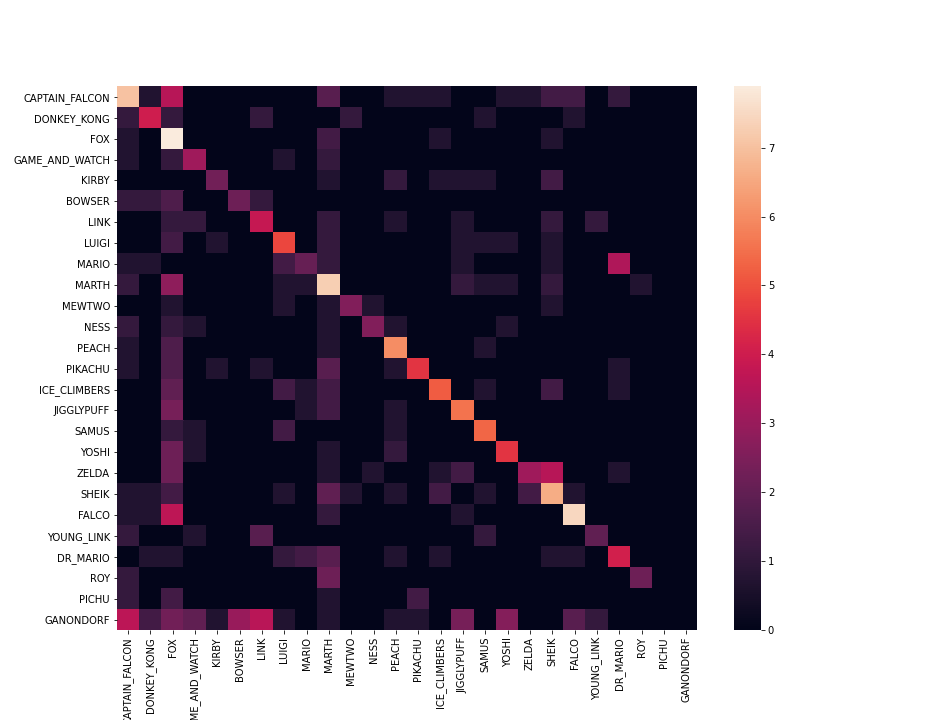 CAPTAIN_FALCON
DONKEY_KONG
FOX
GAME_AND_WATCH
KIRBY
BOWSER
LINK
LUIGI
MARIO
MARTH
MEWTWO
NESS
PEACH
PIKACHU
ICE_CLIMBERS
JIGGLYPUFF
SAMUS
YOSHI
ZELDA
SHEIK
FALCO
YOUNG_LINK
DR_MARIO
ROY
PICHU
GANONDORF
7
6
5
4
3
2
1
0
APTAIN_FALCON
DONKEY_KONG
FOX
ME_AND_WATCH
KIRBY
BOWSER
LINK
LUIGI
MARIO
MARTH
MEWTWO
NESS
PEACH
PIKACHU
ICE_CLIMBERS
JIGGLYPUFF
SAMUS
YOSHI
ZELDA
SHEIK
FALCO
YOUNG_LINK
DR_MARIO
ROY
PICHU
GANONDORF